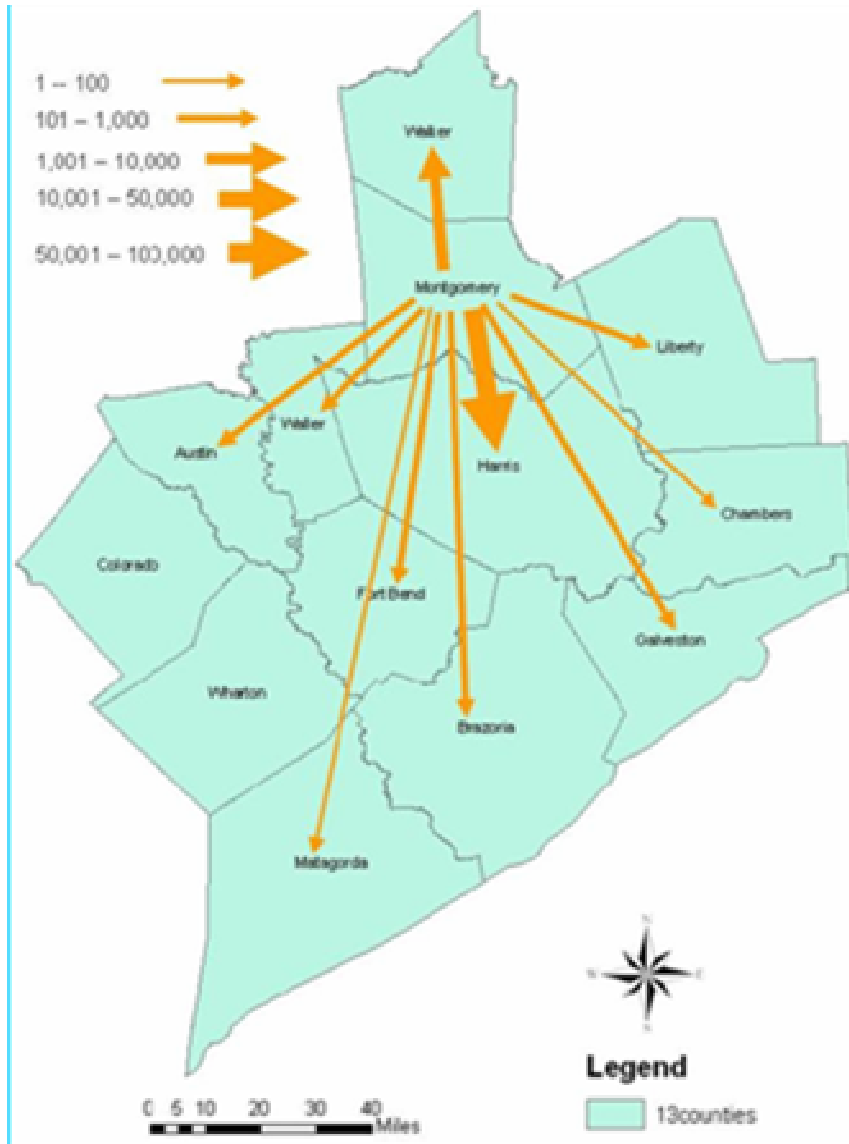 1 – 100
101 – 1,000
1,001 – 10,000
10,001 – 50,000
50,001 – 100,000
Walker
Montgomery
Liberty
Waller
Austin
Harris
Chambers
Colorado
Fort Bend
Galveston
Wharton
Brazoria
Matagorda
N
W E
S
Legend
0 5 10 20 30 40
Miles
13counties